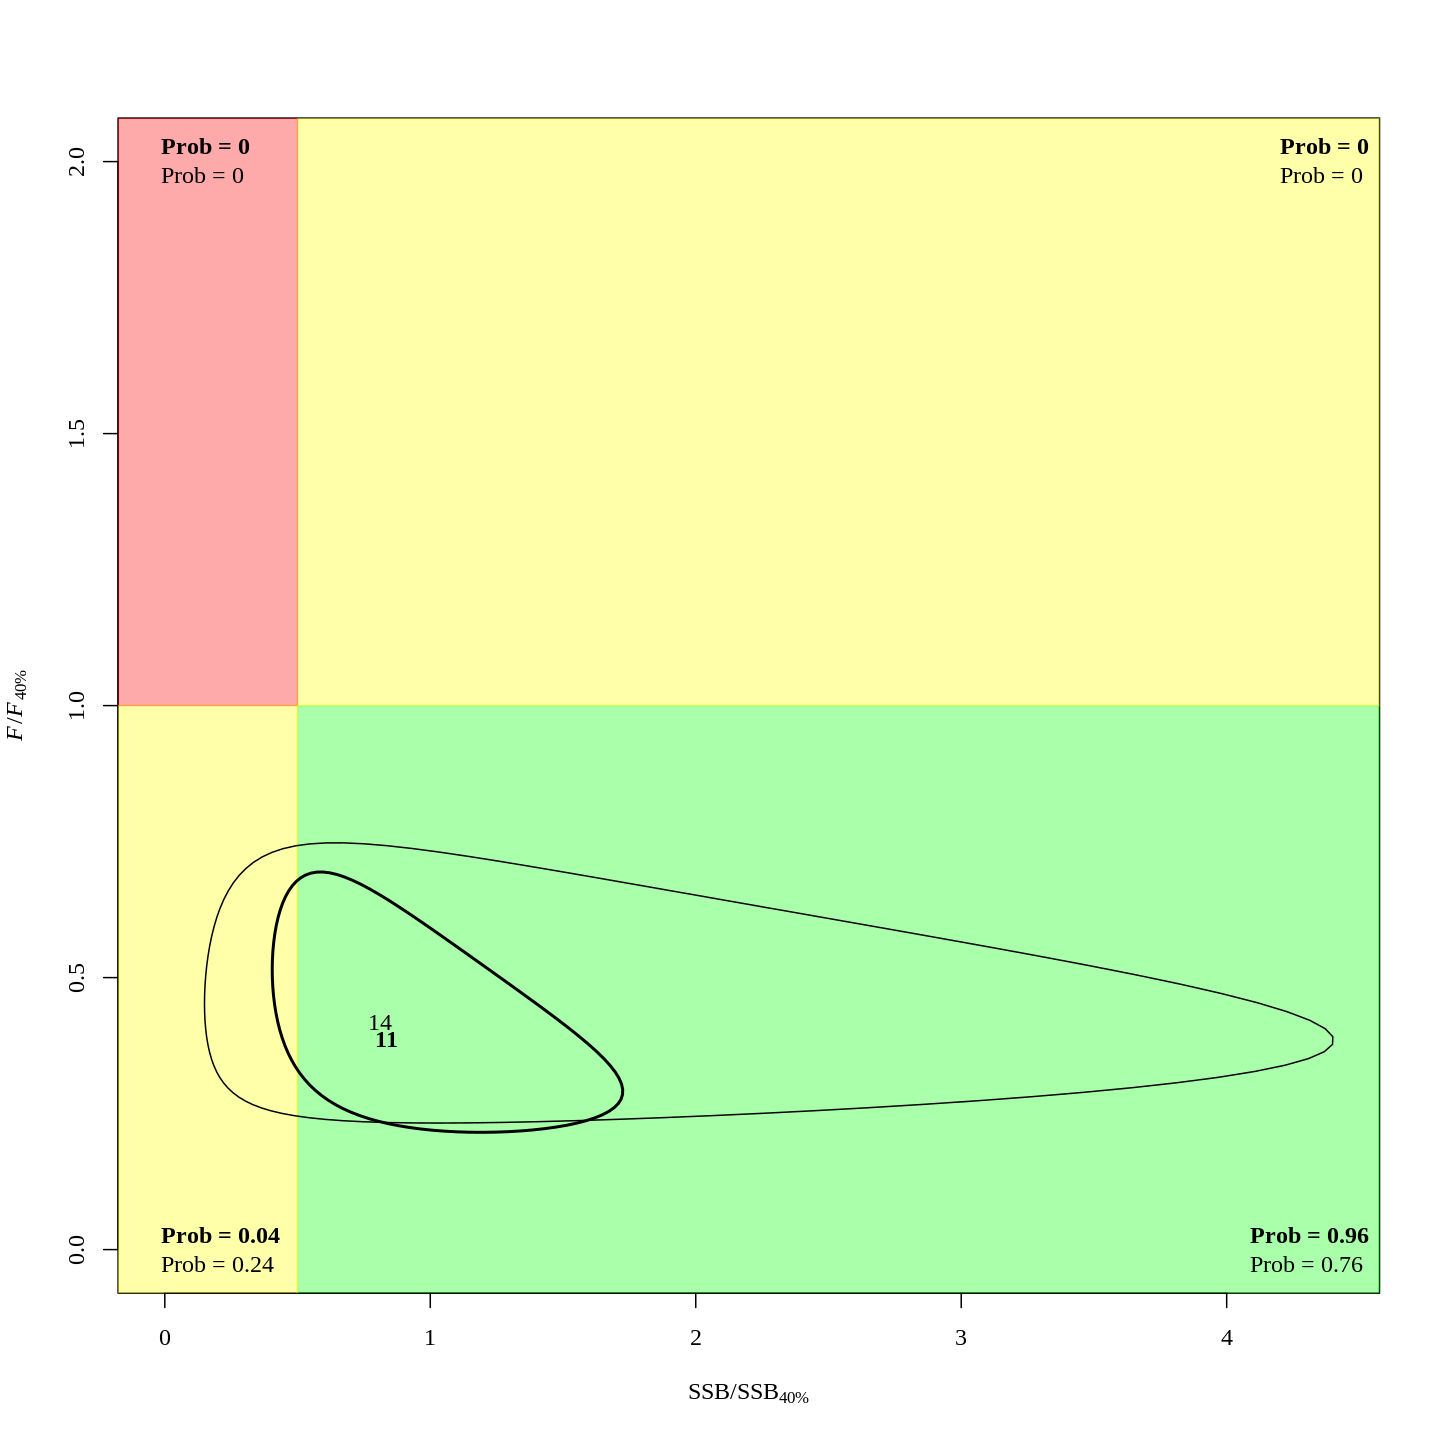 Prob = 0
Prob = 0
Prob = 0
Prob = 0
2.0
1.5
1.0
0.5
0.0
F/F40%
14
11
Prob = 0.04
Prob = 0.24
Prob = 0.96
Prob = 0.76
0 1 2 3 4
SSB/SSB40%